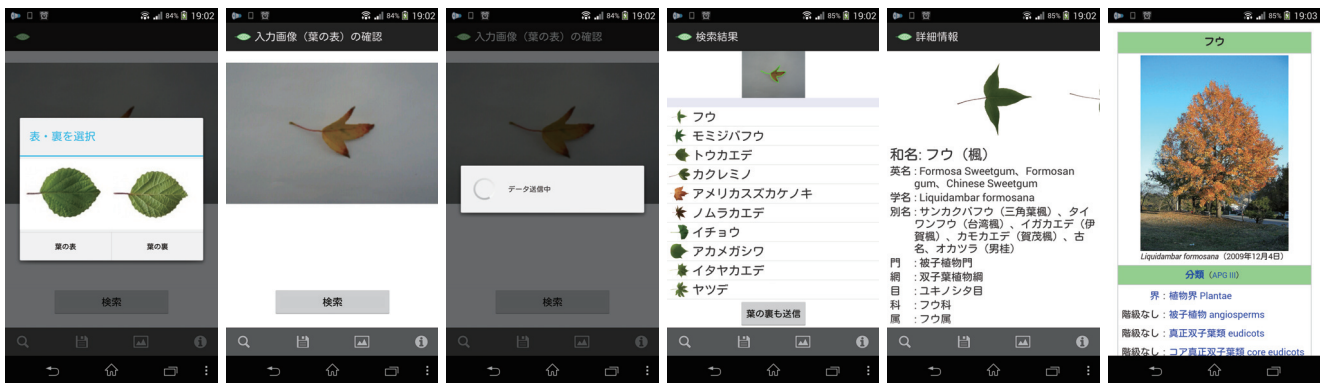 84% 19:02
表・裏を選択
葉の表
葉の裏
検索
84% 19:02
入力画像（葉の表）の確認
検索
84% 19:02
入力画像（葉の表）の確認
データ送信中
検索
85% 19:02
検索結果
フウ
モミジバフウ
トウカエデ
カクレミノ
アメリカスズカケノキ
ノムラカエデ
イチョウ
アカメガシワ
イタヤカエデ
ヤツデ
葉の裏も送信
85% 19:02
詳細情報
和名: フウ（楓）
英名 : Formosa Sweetgum、Formosan
gum、Chinese Sweetgum
学名 : Liquidambar formosana
別名 : サンカクバフウ（三角葉楓）、タイ
ワンフウ（台湾楓）、イガカエデ（伊
賀楓）、カモカエデ（賀茂楓）、古
名、オカツラ（男桂）
門 : 被子植物門
綱 : 双子葉植物綱
目 : ユキノシタ目
科 : フウ科
属 : フウ属
85% 19:03
フウ
Liquidambar formosana（2009年12月4日）
分類（APG III）
界 : 植物界 Plantae
階級なし : 被子植物 angiosperms
階級なし : 真正双子葉類 eudicots
階級なし : コア真正双子葉類 core eudicots